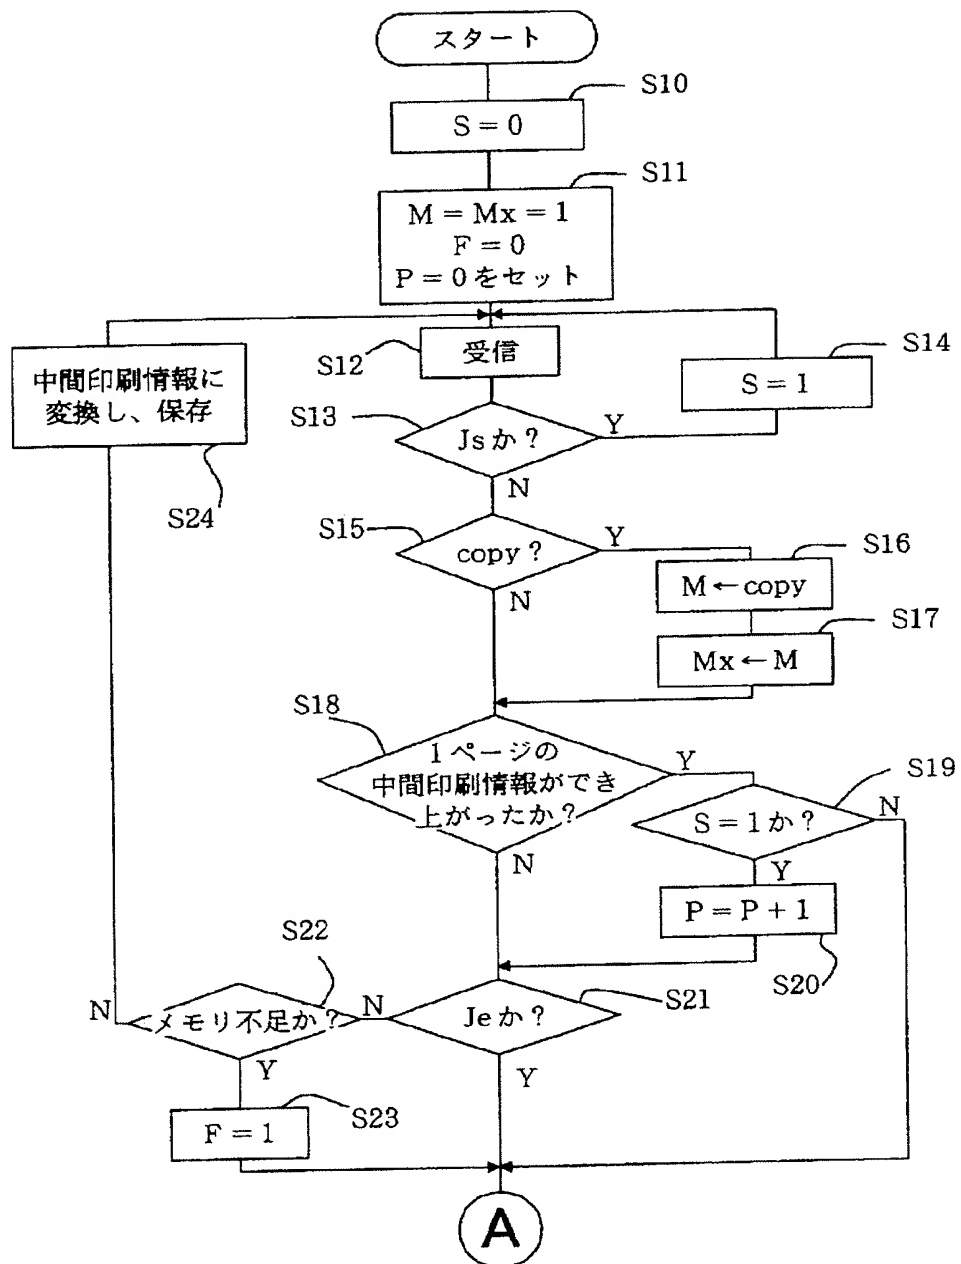 スタート
S10
S = 0
S11
M = Mx = 1
F = 0
P = 0をセット
中間印刷情報に
変換し、保存
S24
S12
受信
S14
S = 1
S13
Jsか?
Y
N
S15
copy?
Y
N
S16
M←copy
S17
Mx←M
S18
1ページの
中間印刷情報ができ
上がったか?
Y
N
S19
S = 1か?
N
Y
P = P + 1
S20
S22
メモリ不足か?
N
Y
N
Jeか?
S21
Y
F = 1
S23
A